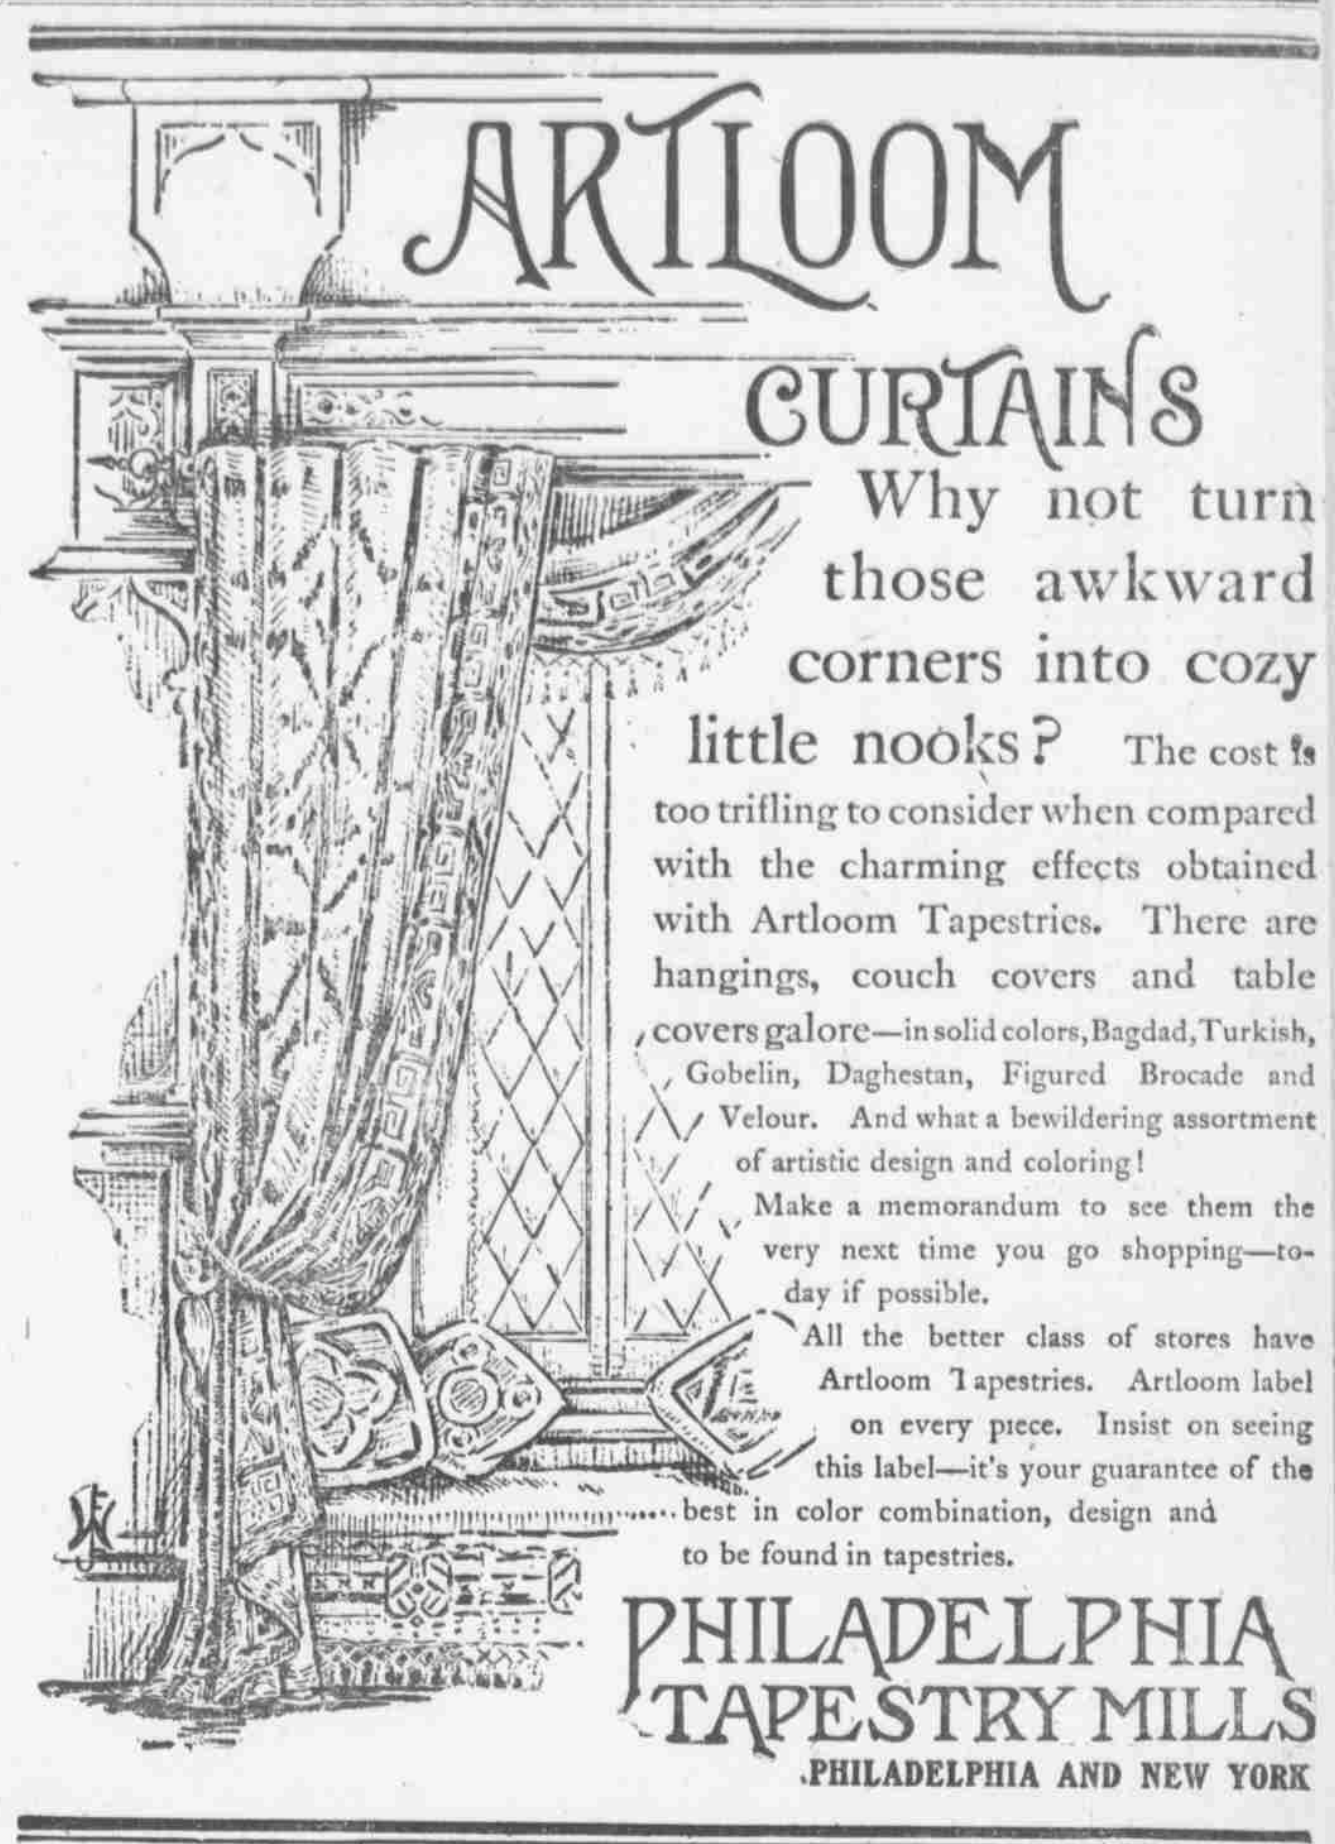 ARTLOOM
CURTAINS
Why not turn
those awkward
corners into cozy
little nooks? The cost is
too trifling to consider when compared
with the charming effects obtained
with Artloom Tapestries. There are
hangings, couch covers and table
covers galore—in solid colors, Bagdad, Turkish,
Gobelin, Daghestan, Figured Brocade and
Velour. And what a bewildering assortment
of artistic design and coloring!
Make a memorandum to see them the
very next time you go shopping—to-
day if possible.
All the better class of stores have
Artloom Tapestries. Artloom label
on every piece. Insist on seeing
this label—it's your guarantee of the
best in color combination, design and
to be found in tapestries.
PHILADELPHIA
TAPESTRY MILLS
PHILADELPHIA AND NEW YORK